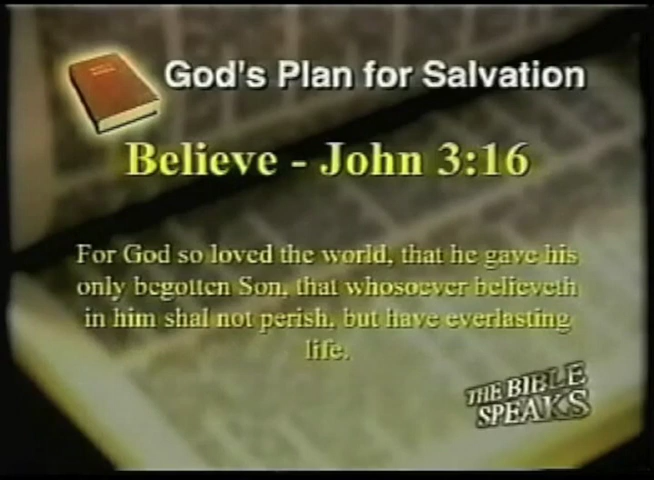 God's Plan for Salvation
Believe - John 3:16
For God so loved the world, that he gave his
only begotten Son, that whosoever believeth
in him shal not perish, but have everlasting
life.
THE BIBLE
SPEAKS